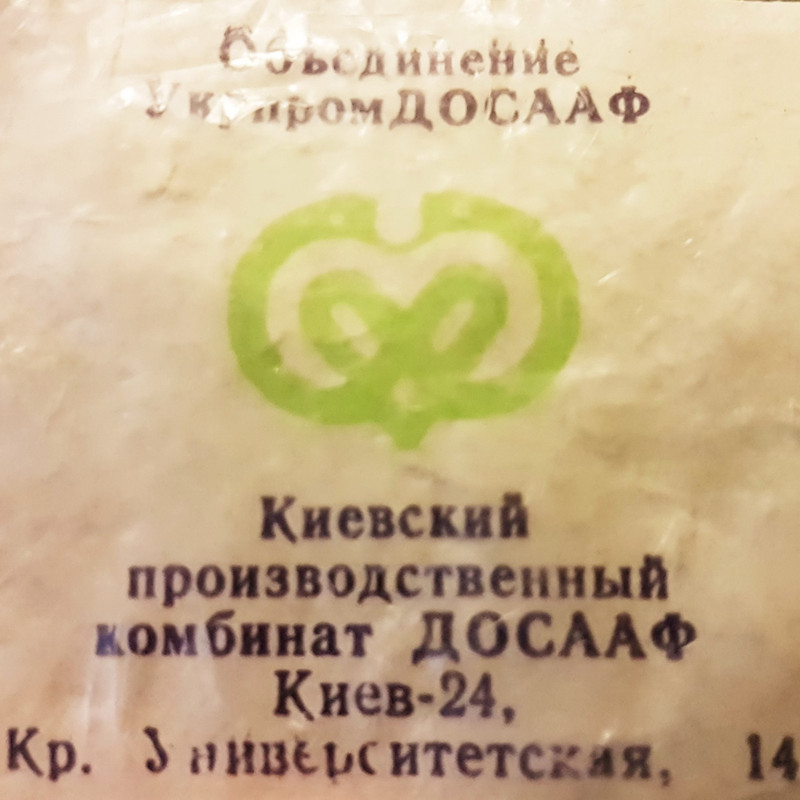 Объединение
УкрпромДОСААФ
Киевский
производственный
комбинат ДОСААФ
Киев-24,
Кр. Университетская, 14